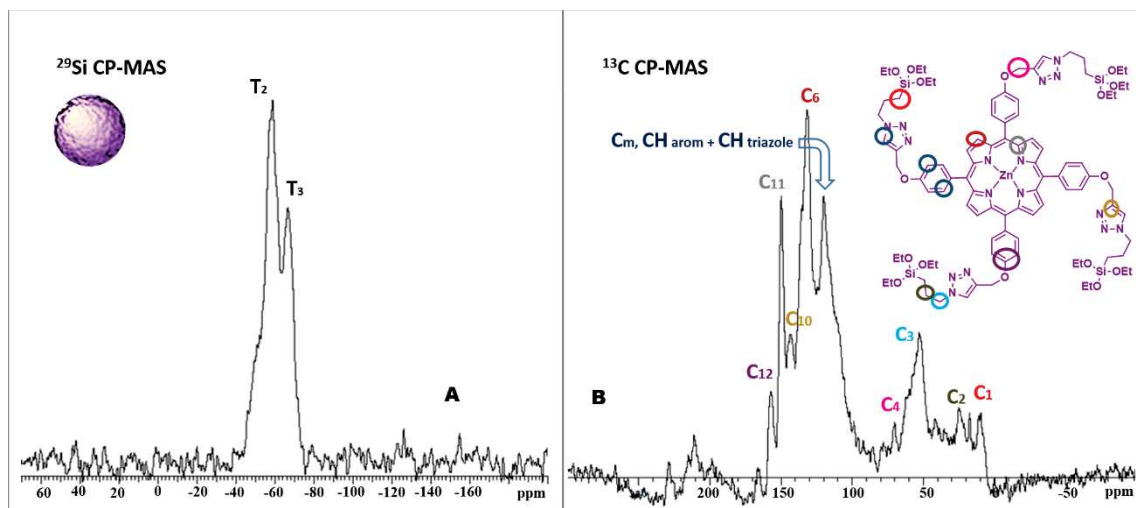 ²⁹Si CP-MAS
T₂
T₃
A
60 40 20 0 -20 -40 -60 -80 -100 -120 -140 -160 ppm
¹³C CP-MAS
C₆
Cm, CH arom + CH triazole
C₁₁
C₁₀
C₁₂
C₃
C₄
C₂
C₁
B
200 150 100 50 0 -50 ppm
OEt
EtO
OEt
Si
N
N
N
O
OEt
EtO OEt
Si
N
N
N
O
N
N
Zn
N
N
O
N
N
N
EtO
OEt
Si
EtO
O
N
N
N
OEt
EtO OEt
Si
EtO